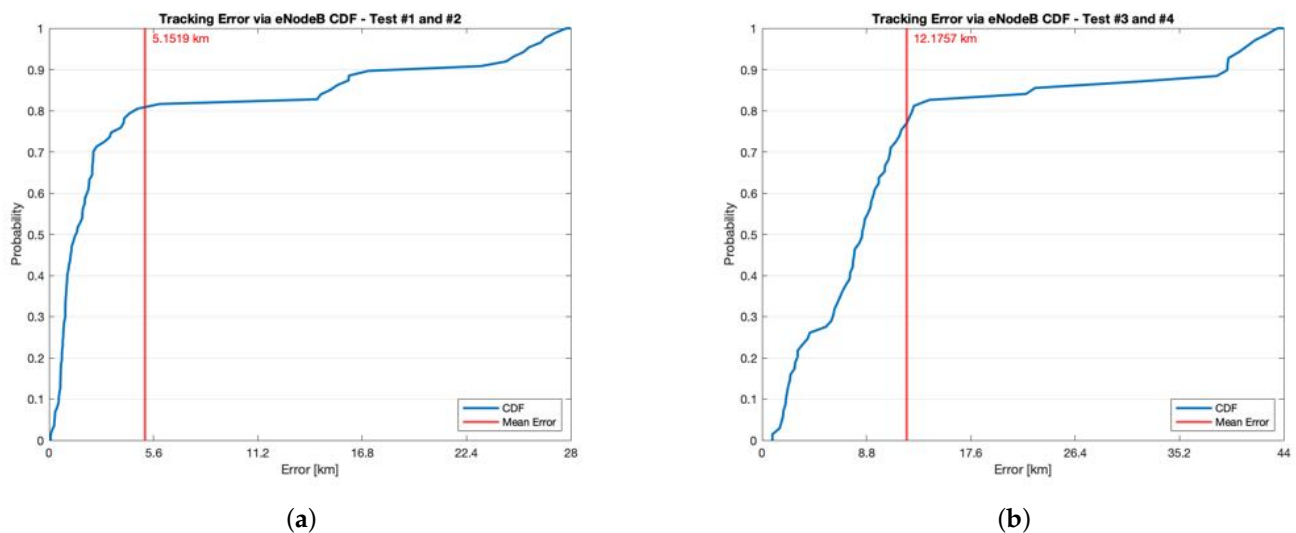 Tracking Error via eNodeB CDF - Test #1 and #2
5.1519 km
Probability
1
0.9
0.8
0.7
0.6
0.5
0.4
0.3
0.2
0.1
0
CDF
Mean Error
0 5.6 11.2 16.8 22.4 28
Error [km]
(a)
Tracking Error via eNodeB CDF - Test #3 and #4
12.1757 km
Probability
1
0.9
0.8
0.7
0.6
0.5
0.4
0.3
0.2
0.1
0
CDF
Mean Error
0 8.8 17.6 26.4 35.2 44
Error [km]
(b)